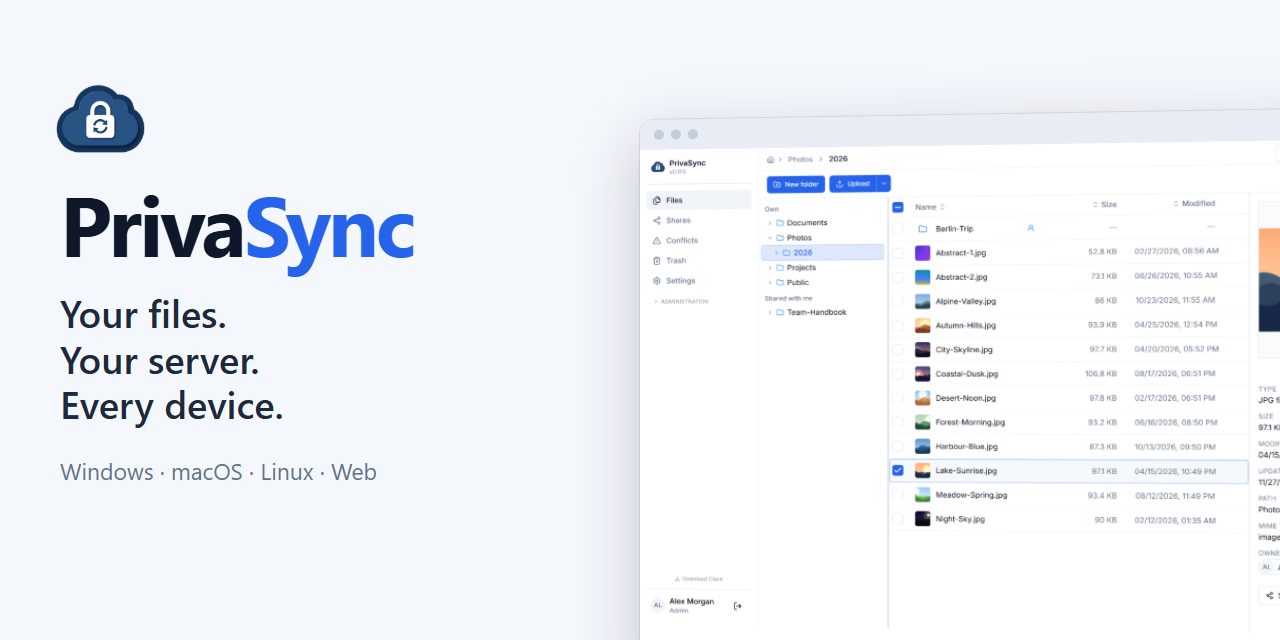 PrivaSync
Your files.
Your server.
Every device.
Windows · macOS · Linux · Web
PrivaSync
Files
Shares
Conflicts
Trash
Settings
ADMINISTRATION
Download Client
AL
Alex Morgan
Admin
Photos
2026
New folder
Upload
Own
Documents
Photos
2026
Projects
Public
Shared with me
Team-Handbook
Name Size Modified
Berlin-Trip — —
Abstract-1.jpg 52.8 KB 02/27/2026, 08:56 AM
Abstract-2.jpg 73.1 KB 06/26/2026, 10:55 AM
Alpine-Valley.jpg 86 KB 10/23/2026, 11:55 AM
Autumn-Hills.jpg 93.9 KB 04/25/2026, 12:54 PM
City-Skyline.jpg 97.7 KB 04/20/2026, 05:52 PM
Coastal-Dusk.jpg 106.8 KB 08/17/2026, 06:51 PM
Desert-Noon.jpg 97.8 KB 02/17/2026, 06:51 PM
Forest-Morning.jpg 93.2 KB 06/16/2026, 08:50 PM
Harbour-Blue.jpg 87.3 KB 10/13/2026, 09:50 PM
Lake-Sunrise.jpg 97.1 KB 04/15/2026, 10:49 PM
Meadow-Spring.jpg 93.4 KB 08/12/2026, 11:49 PM
Night-Sky.jpg 90 KB 02/12/2026, 01:35 AM
TYPE
JPG
SIZE
97.1
04/15
11/27
PATH
Photo
MIME
AL